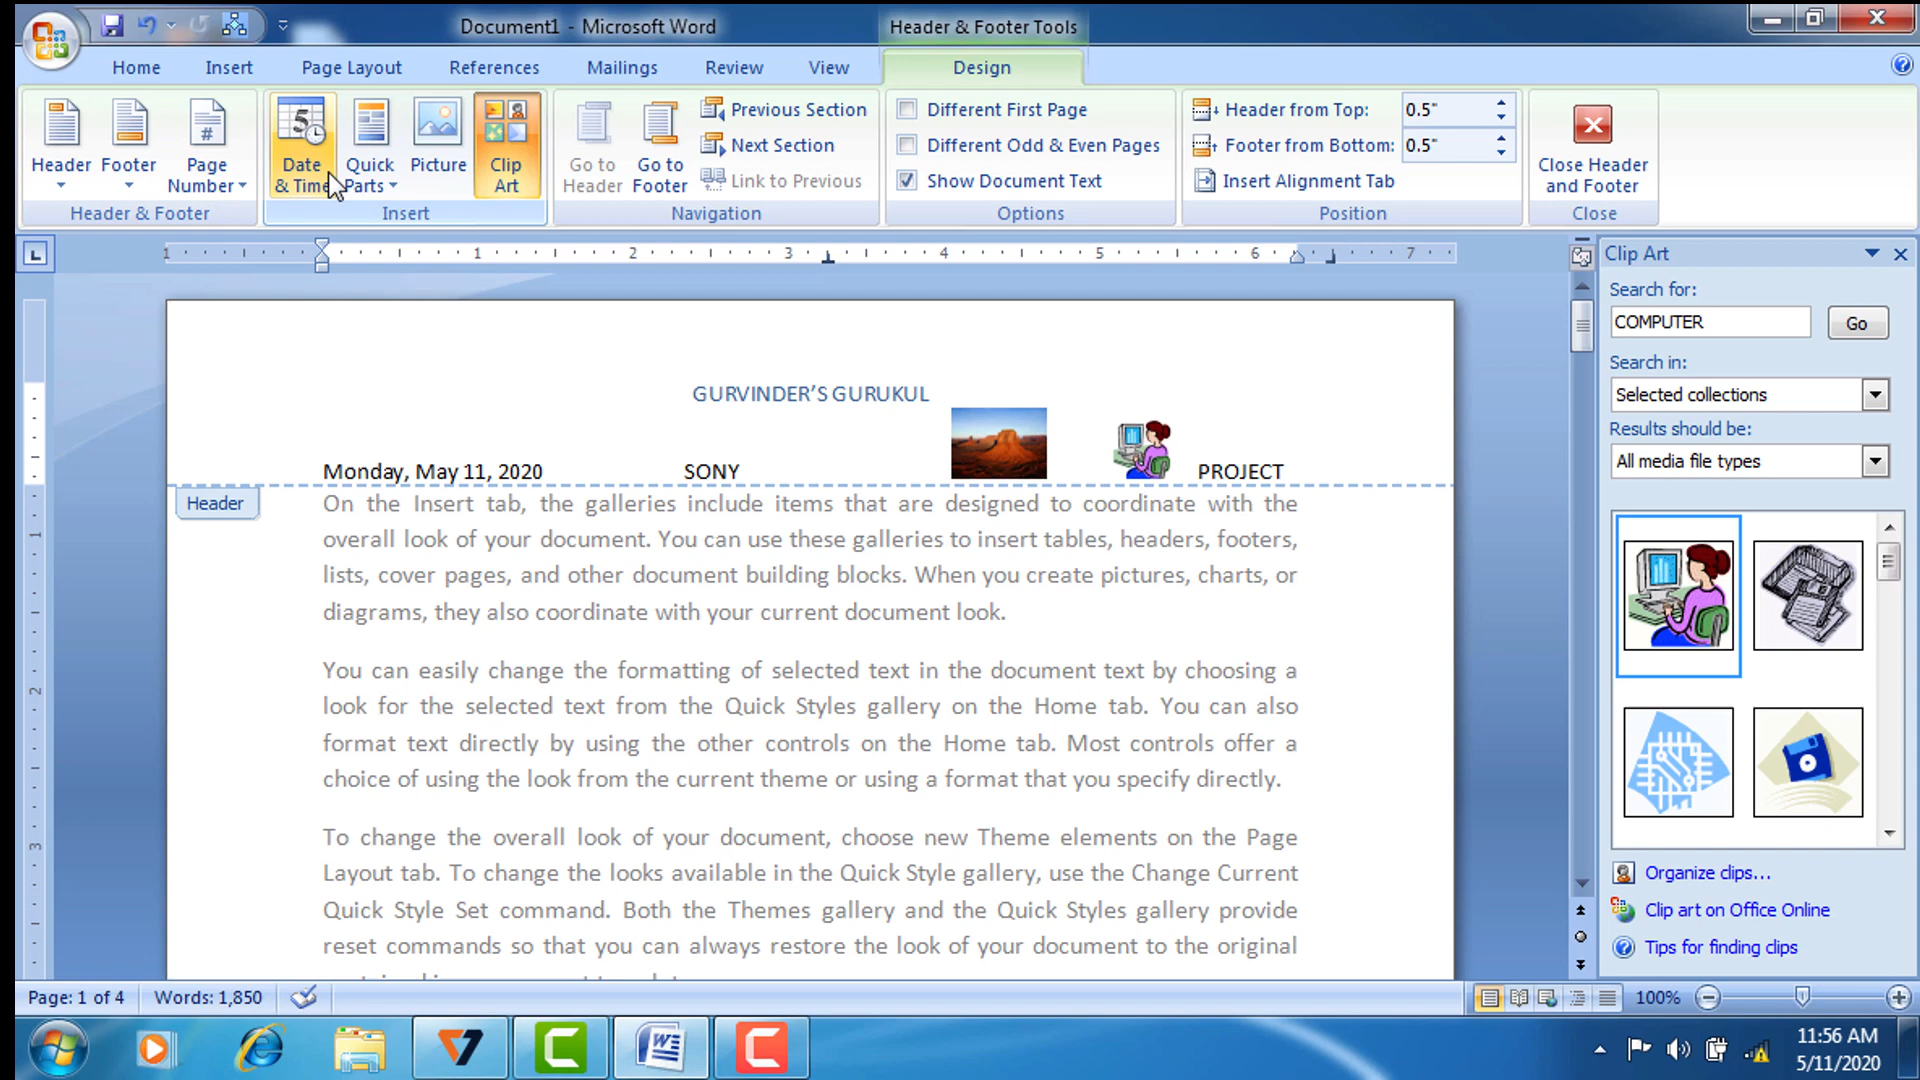 Document1 - Microsoft Word
Header & Footer Tools
Home
Insert
Page Layout
References
Mailings
Review
View
Design
Header
Footer
Page Number
Header & Footer
Date & Time
Quick Parts
Picture
Clip Art
Insert
Go to Header
Go to Footer
Previous Section
Next Section
Link to Previous
Navigation
Different First Page
Different Odd & Even Pages
Show Document Text
Options
Header from Top: 0.5"
Footer from Bottom: 0.5"
Insert Alignment Tab
Position
Close Header and Footer
Close
1 1 2 3 4 5 6 7
Clip Art
Search for:
COMPUTER
Go
Search in:
Selected collections
Results should be:
All media file types
Organize clips...
Clip art on Office Online
Tips for finding clips
GURVINDER’S GURUKUL
Monday, May 11, 2020 SONY PROJECT
Header
On the Insert tab, the galleries include items that are designed to coordinate with the
overall look of your document. You can use these galleries to insert tables, headers, footers,
lists, cover pages, and other document building blocks. When you create pictures, charts, or
diagrams, they also coordinate with your current document look.
You can easily change the formatting of selected text in the document text by choosing a
look for the selected text from the Quick Styles gallery on the Home tab. You can also
format text directly by using the other controls on the Home tab. Most controls offer a
choice of using the look from the current theme or using a format that you specify directly.
To change the overall look of your document, choose new Theme elements on the Page
Layout tab. To change the looks available in the Quick Style gallery, use the Change Current
Quick Style Set command. Both the Themes gallery and the Quick Styles gallery provide
reset commands so that you can always restore the look of your document to the original
1
2
3
Page: 1 of 4
Words: 1,850
100%
11:56 AM
5/11/2020